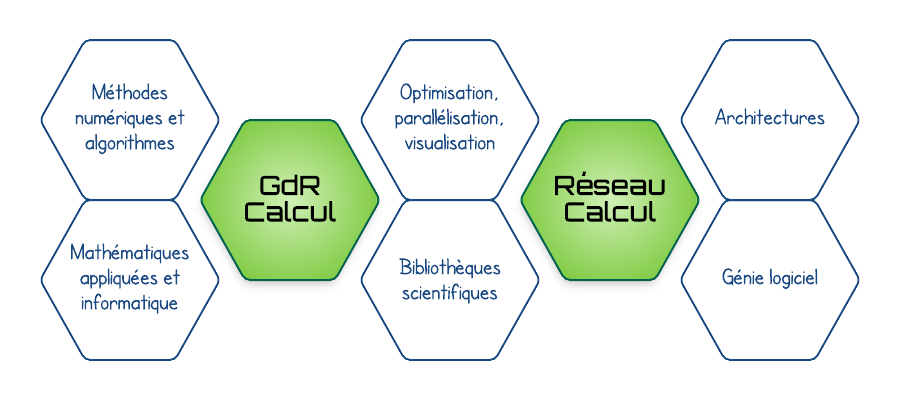 Méthodes
numériques et
algorithmes
Mathématiques
appliquées et
informatique
GdR
Calcul
Optimisation,
parallélisation,
visualisation
Bibliothèques
scientifiques
Réseau
Calcul
Architectures
Génie logiciel